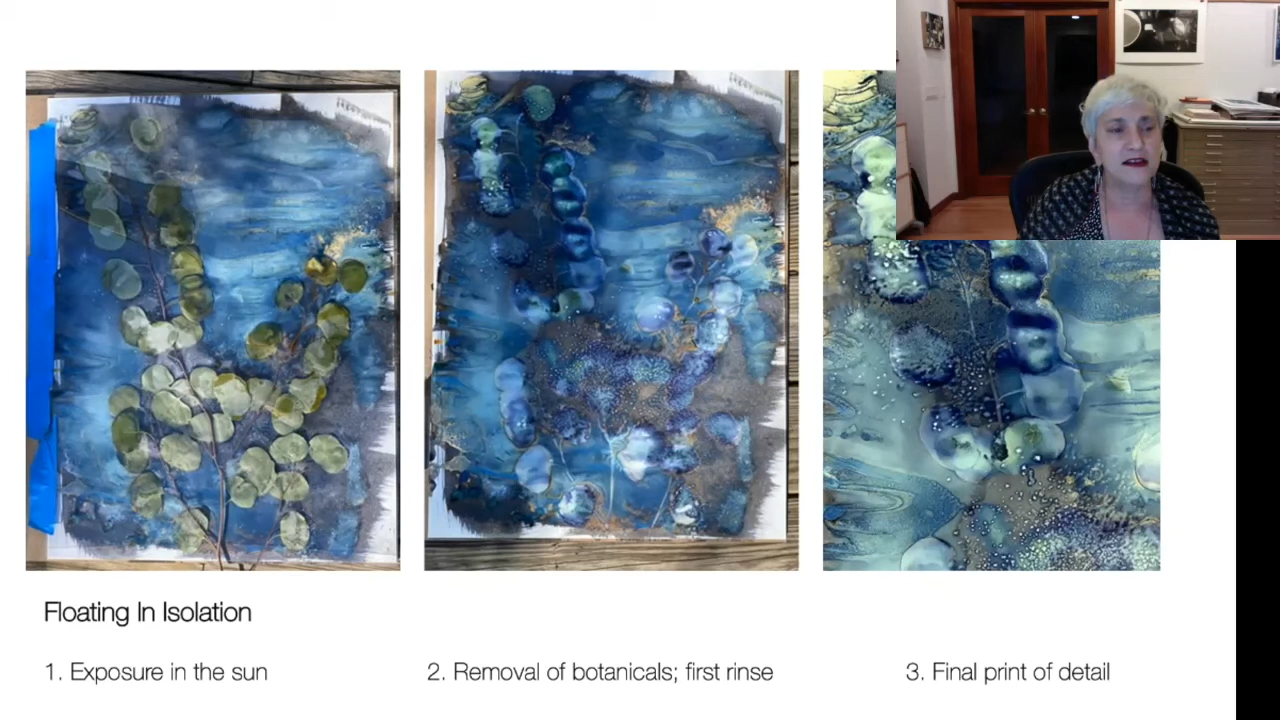 Floating In Isolation
1. Exposure in the sun
2. Removal of botanicals; first rinse
3. Final print of detail